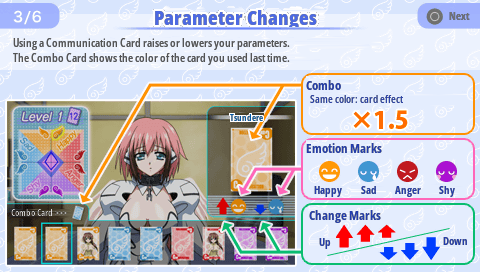 3/6
Parameter Changes
Next
Using a Communication Card raises or lowers your parameters.
The Combo Card shows the color of the card you used last time.
Combo
Same color: card effect
×1.5
Level 1
12
Tsundere
Combo Card
Emotion Marks
Happy
Sad
Anger
Shy
Change Marks
Up
Down